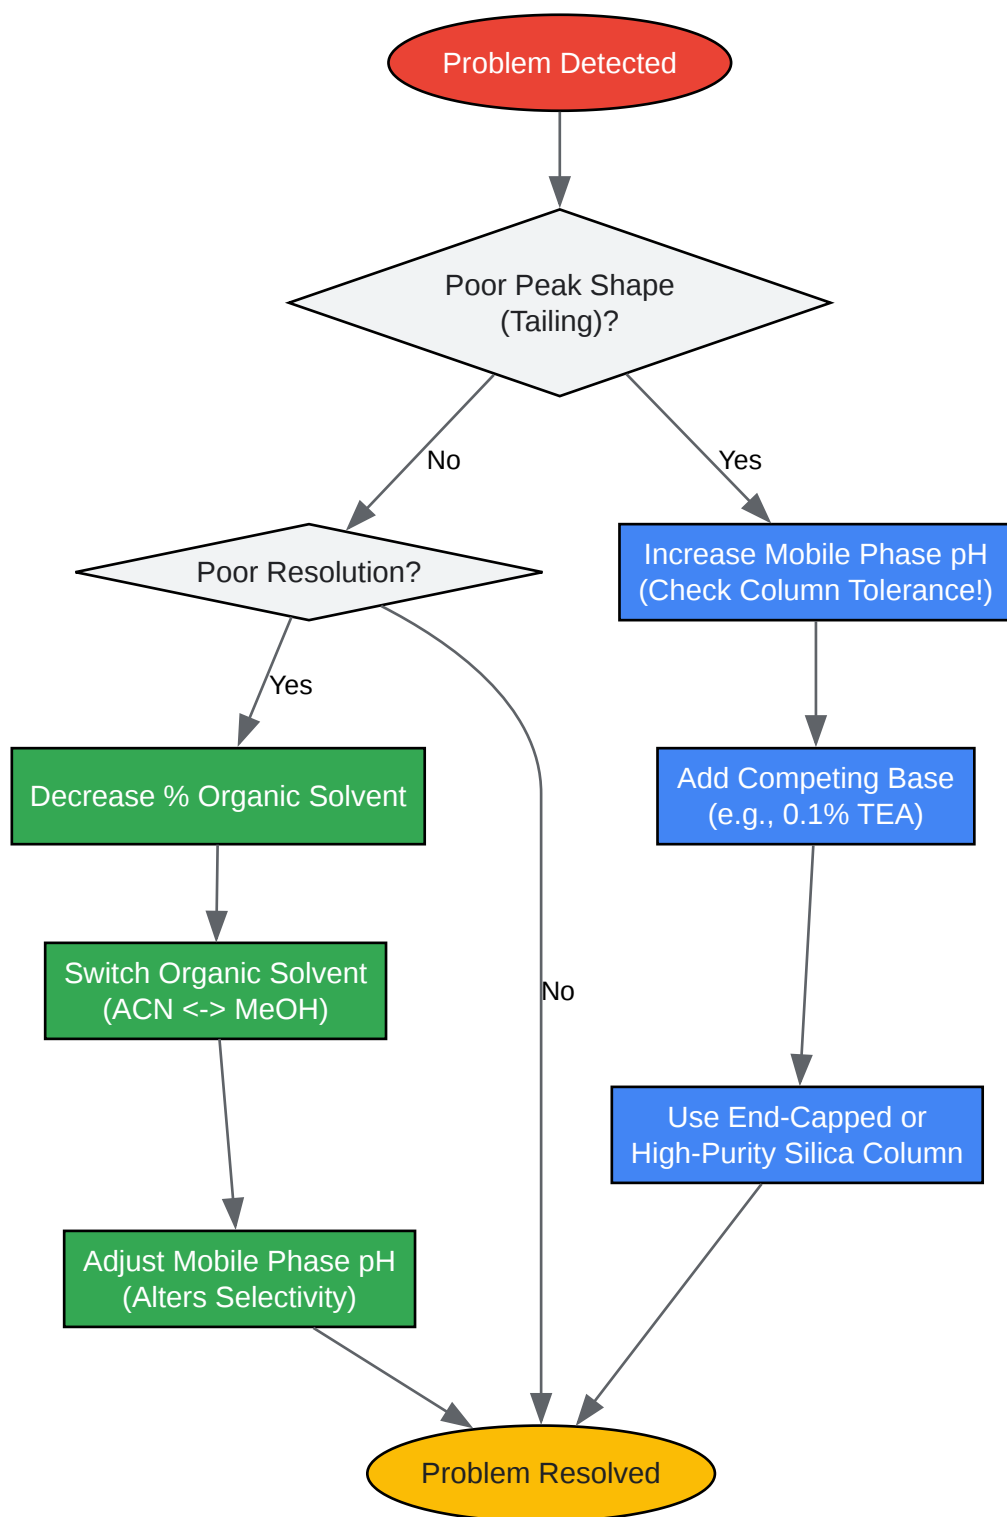 Problem Detected
Poor Peak Shape
(Tailing)?
No
Yes
Poor Resolution?
Increase Mobile Phase pH
(Check Column Tolerance!)
Yes
Decrease % Organic Solvent
Add Competing Base
(e.g., 0.1% TEA)
Switch Organic Solvent
(ACN <-> MeOH)
No
Use End-Capped or
High-Purity Silica Column
Adjust Mobile Phase pH
(Alters Selectivity)
Problem Resolved